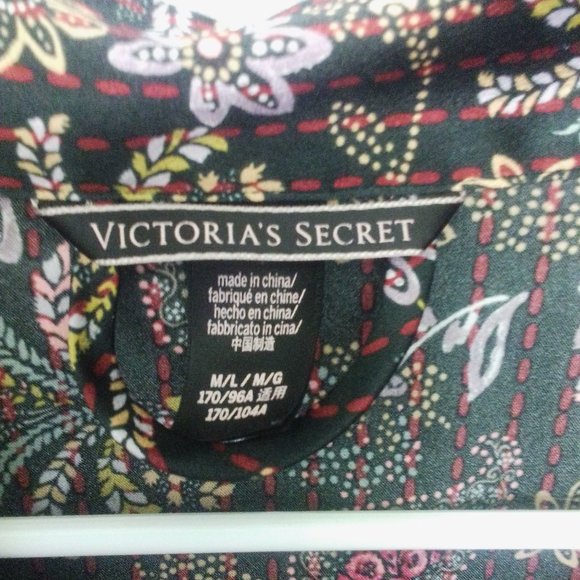 VICTORIA'S SECRET
made in china/
fabriqué en chine/
hecho en china/
fabbricato in cina/
中国制造
M/L / M/G
170/96A 适用
170/104A